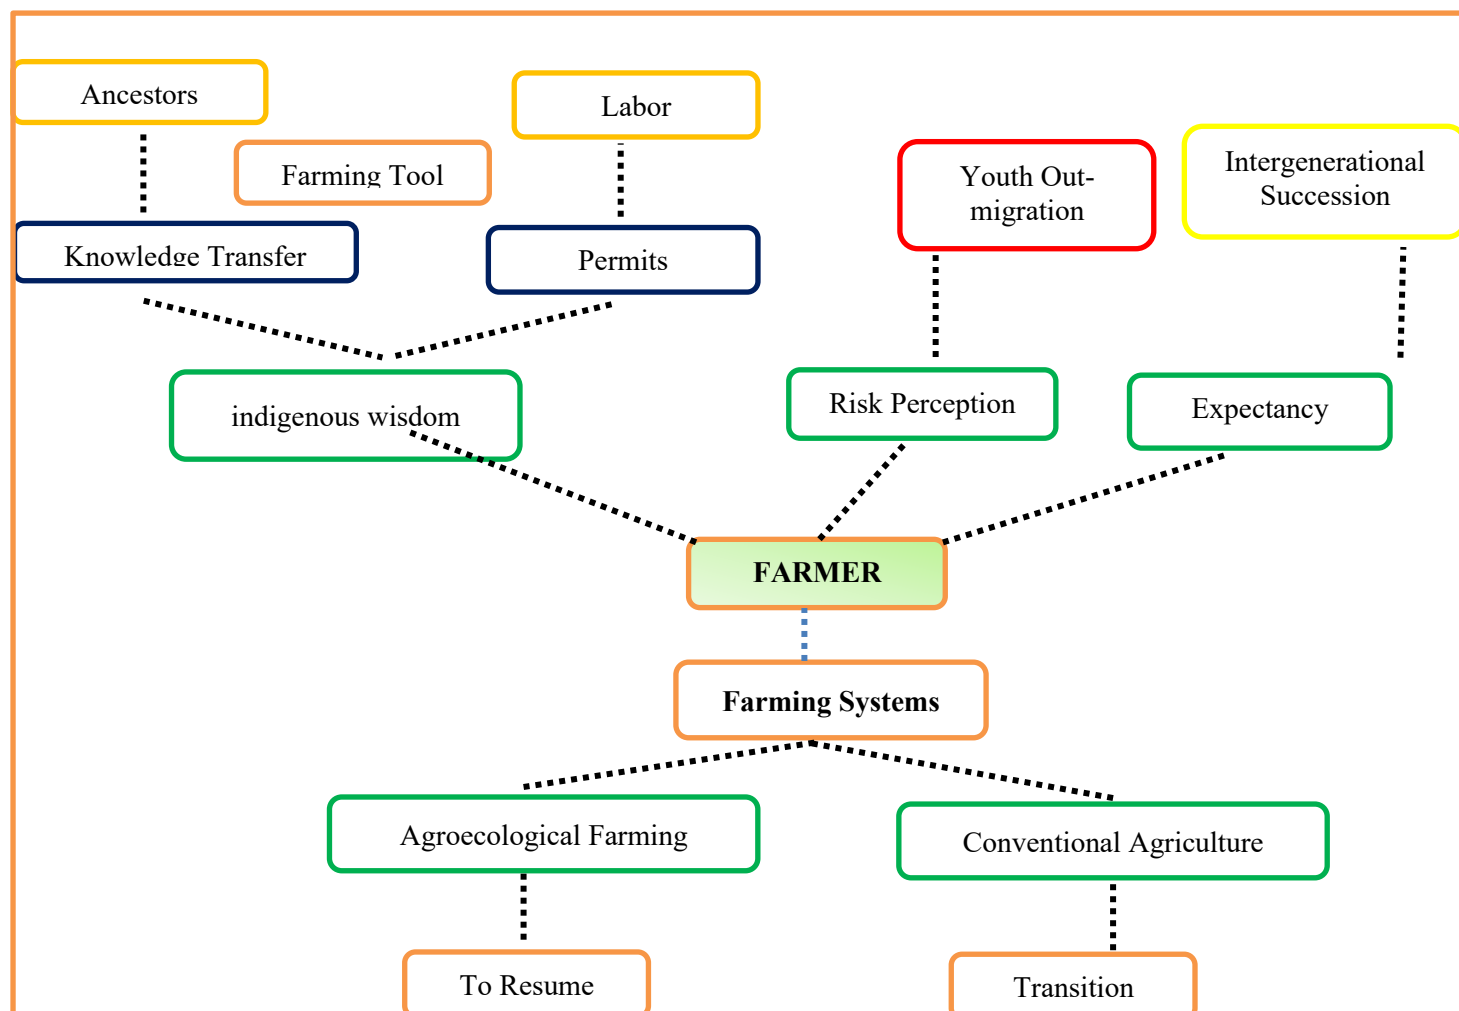 Ancestors
Labor
Farming Tool
Youth Out-
migration
Intergenerational
Succession
Knowledge Transfer
Permits
indigenous wisdom
Risk Perception
Expectancy
FARMER
Farming Systems
Agroecological Farming
Conventional Agriculture
To Resume
Transition